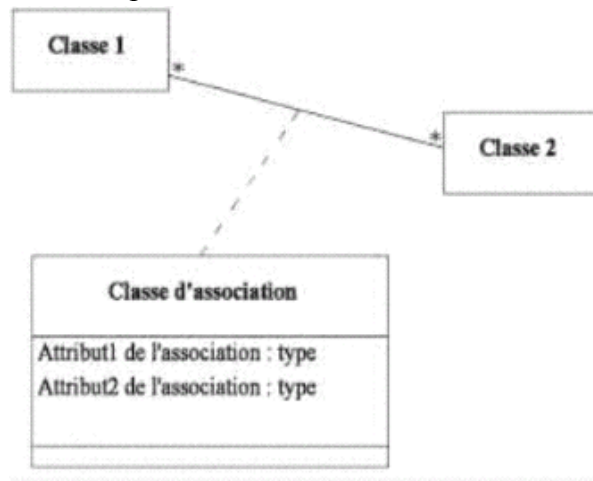 Classe 1
*
*
Classe 2
Classe d'association
Attribut1 de l'association : type
Attribut2 de l'association : type